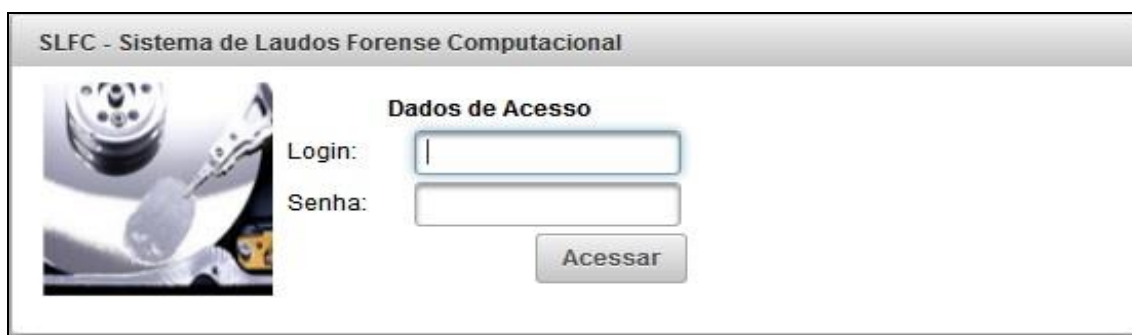 SLFC - Sistema de Laudos Forense Computacional
Dados de Acesso
Login:
Senha:
Acessar